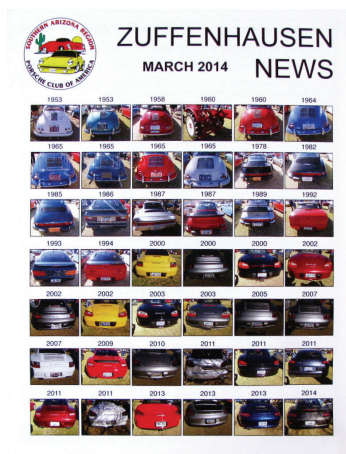 SOUTHERN ARIZONA REGION
PORSCHE CLUB OF AMERICA
ZUFFENHAUSEN
MARCH 2014 NEWS
1953 1953 1958 1960 1960 1964
1965 1965 1965 1965 1978 1982
1985 1986 1987 1987 1989 1992
1993 1994 2000 2000 2000 2002
2002 2002 2003 2003 2005 2007
2007 2009 2010 2011 2011 2011
2011 2011 2013 2013 2013 2014